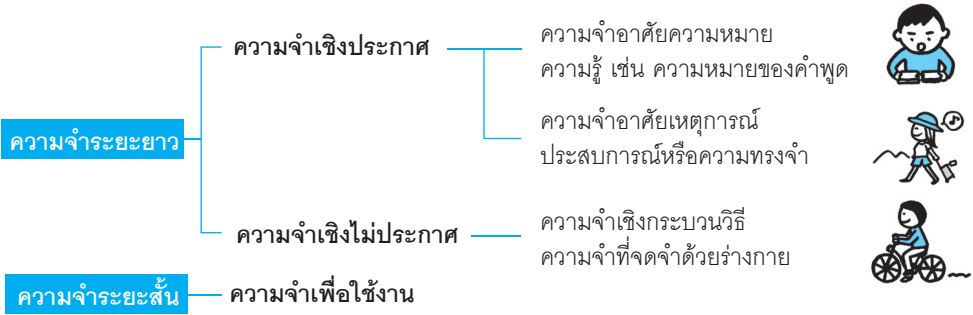 ความจำระยะยาว
ความจำเชิงประกาศ
ความจำอาศัยความหมาย
ความรู้ เช่น ความหมายของคำพูด
ความจำอาศัยเหตุการณ์
ประสบการณ์หรือความทรงจำ
ความจำเชิงไม่ประกาศ
ความจำเชิงกระบวนวิธี
ความจำที่จดจำด้วยร่างกาย
ความจำระยะสั้น
ความจำเพื่อใช้งาน